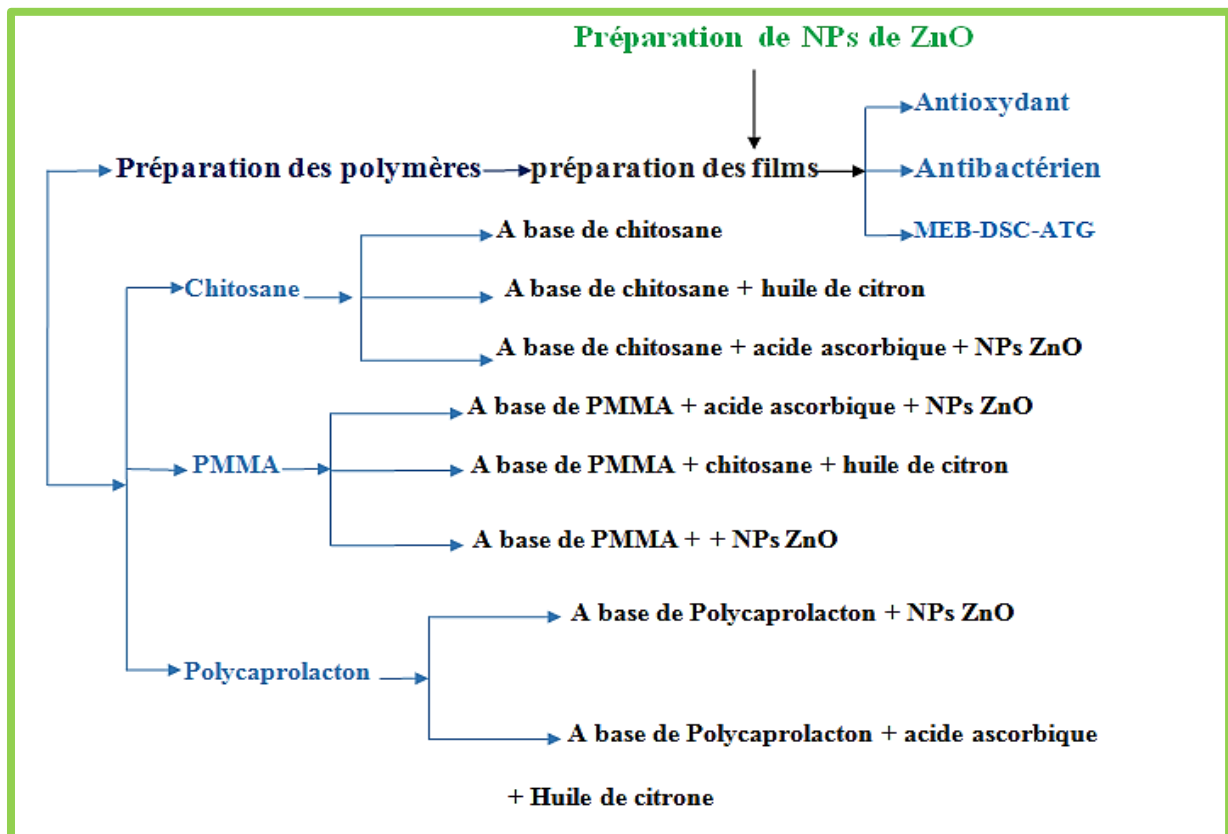 Préparation de NPs de ZnO
Antioxydant
Préparation des polymères
préparation des films
Antibactérien
MEB-DSC-ATG
A base de chitosane
Chitosane
A base de chitosane + huile de citron
A base de chitosane + acide ascorbique + NPs ZnO
A base de PMMA + acide ascorbique + NPs ZnO
PMMA
A base de PMMA + chitosane + huile de citron
A base de PMMA + + NPs ZnO
A base de Polycaprolacton + NPs ZnO
Polycaprolacton
A base de Polycaprolacton + acide ascorbique
+ Huile de citrone